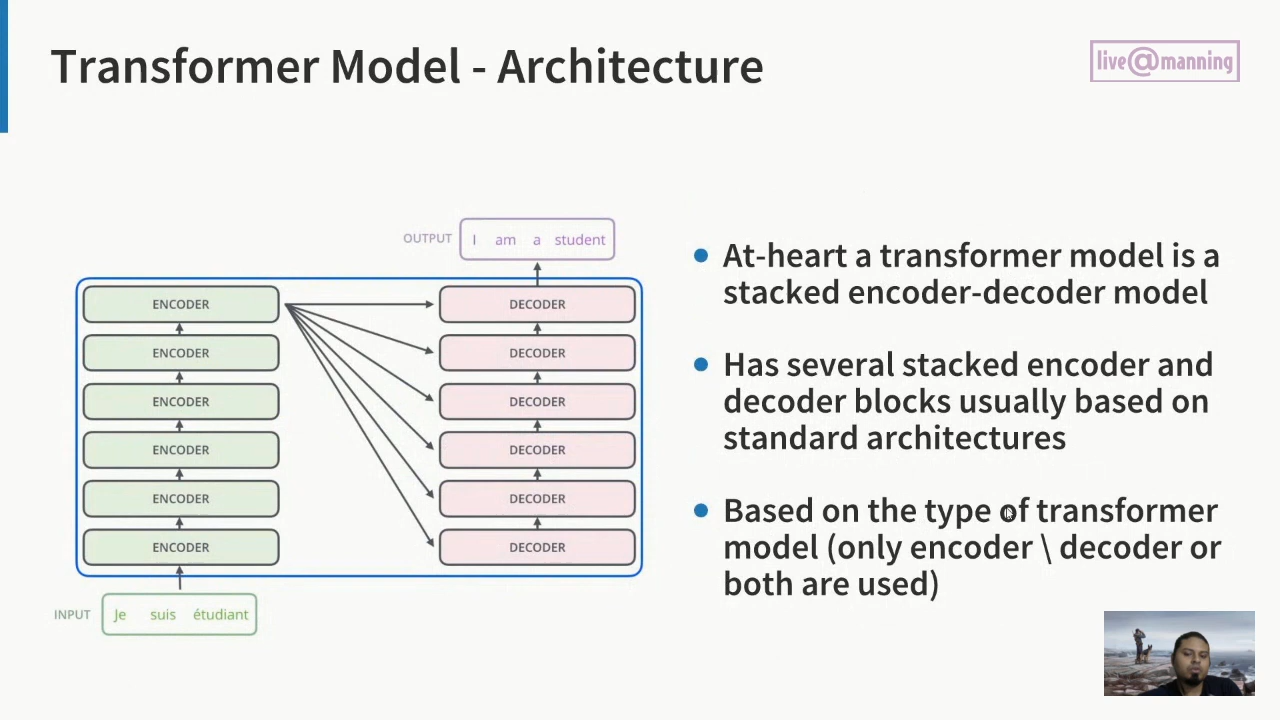 Transformer Model - Architecture
live@manning
OUTPUT I am a student
ENCODER DECODER
ENCODER DECODER
ENCODER DECODER
ENCODER DECODER
ENCODER DECODER
ENCODER DECODER
INPUT Je suis étudiant
At-heart a transformer model is a
stacked encoder-decoder model
Has several stacked encoder and
decoder blocks usually based on
standard architectures
Based on the type of transformer
model (only encoder \ decoder or
both are used)